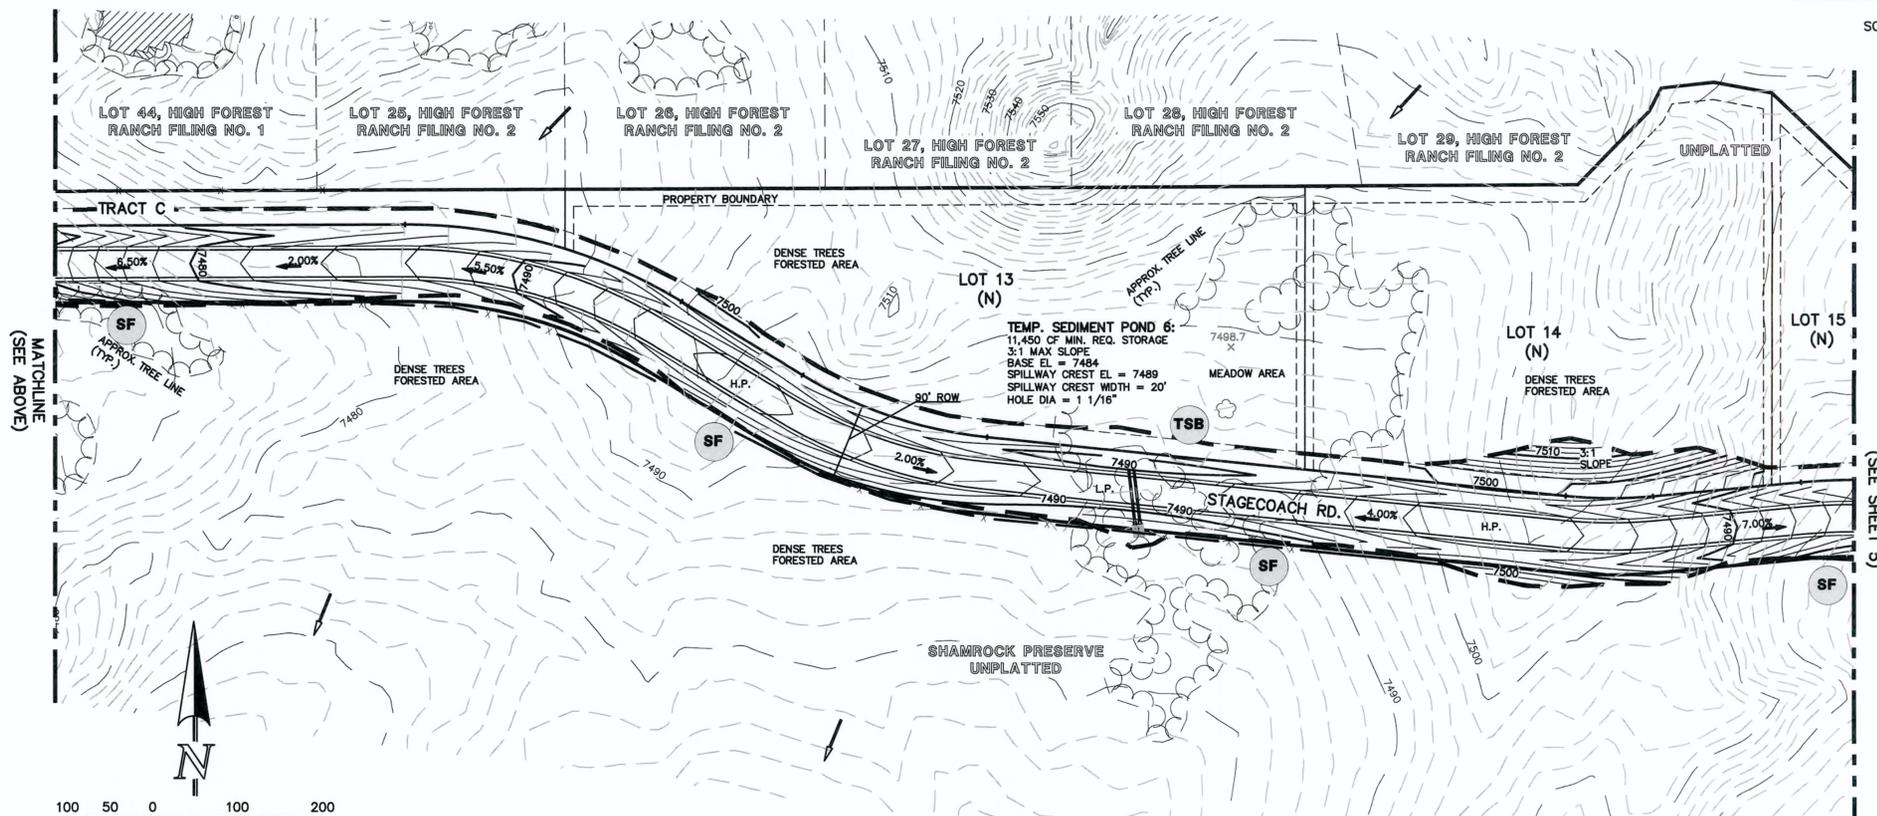 SC
LOT 44, HIGH FOREST
RANCH FILING NO. 1
LOT 25, HIGH FOREST
RANCH FILING NO. 2
LOT 26, HIGH FOREST
RANCH FILING NO. 2
7510
7520
7530
7540
7550
LOT 27, HIGH FOREST
RANCH FILING NO. 2
LOT 28, HIGH FOREST
RANCH FILING NO. 2
LOT 29, HIGH FOREST
RANCH FILING NO. 2
UNPLATTED
TRACT C
PROPERTY BOUNDARY
6.50%
7480
2.00%
5.50%
7490
7500
DENSE TREES
FORESTED AREA
LOT 13
(N)
7510
APPROX. TREE LINE
(TYP.)
TEMP. SEDIMENT POND 6:
11,450 CF MIN. REQ. STORAGE
3:1 MAX SLOPE
BASE EL = 7484
SPILLWAY CREST EL = 7489
SPILLWAY CREST WIDTH = 20'
HOLE DIA = 1 1/16"
7498.7
MEADOW AREA
LOT 14
(N)
DENSE TREES
FORESTED AREA
LOT 15
(N)
MATCHLINE
(SEE ABOVE)
SF
APPROX. TREE LINE
(TYP.)
DENSE TREES
FORESTED AREA
7480
H.P.
90' ROW
SF
TSB
7490
2.00%
7490
L.P.
7490
7490
STAGECOACH RD.
4.00%
7500
7510
3:1
SLOPE
H.P.
7490
7.00%
(SEE SHEET 5)
DENSE TREES
FORESTED AREA
SF
7500
SF
SHAMROCK PRESERVE
UNPLATTED
7500
7490
N
100 50 0 100 200